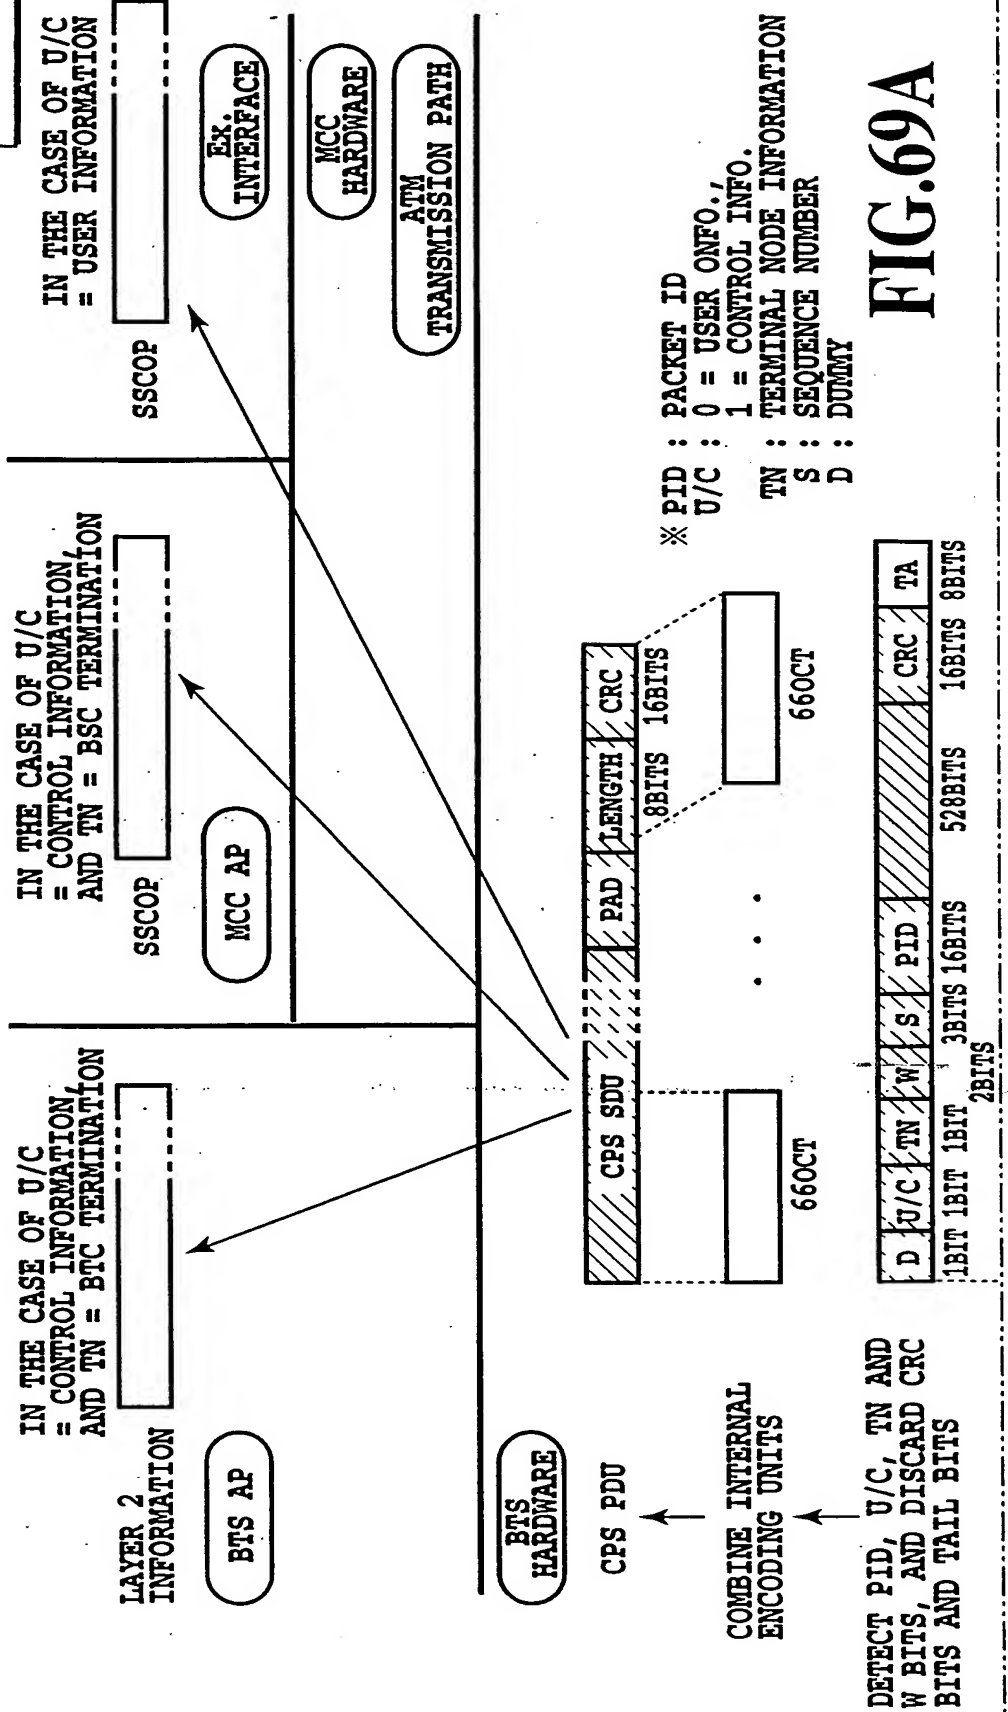 IN THE CASE OF U/C
= CONTROL INFORMATION,
AND TN = BTC TERMINATION
LAYER 2
INFORMATION
BTS AP
IN THE CASE OF U/C
= CONTROL INFORMATION,
AND TN = BSC TERMINATION
SSCOP
MCC AP
IN THE CASE OF U/C
= USER INFORMATION
SSCOP
Ex.
INTERFACE
MCC
HARDWARE
ATM
TRANSMISSION PATH
BTS
HARDWARE
CPS PDU
CPS SDU
PAD
LENGTH
CRC
8BITS
16BITS
COMBINE INTERNAL
ENCODING UNITS
66OCT
• • •
66OCT
DETECT PID, U/C, TN AND
W BITS, AND DISCARD CRC
BITS AND TAIL BITS
D
U/C
TN
W
S
PID
CRC
TA
1BIT
1BIT
1BIT
2BITS
3BITS
16BITS
528BITS
16BITS
8BITS
※ PID : PACKET ID
U/C : 0 = USER ONFO.,
1 = CONTROL INFO.
TN : TERMINAL NODE INFORMATION
S : SEQUENCE NUMBER
D : DUMMY
FIG.69A